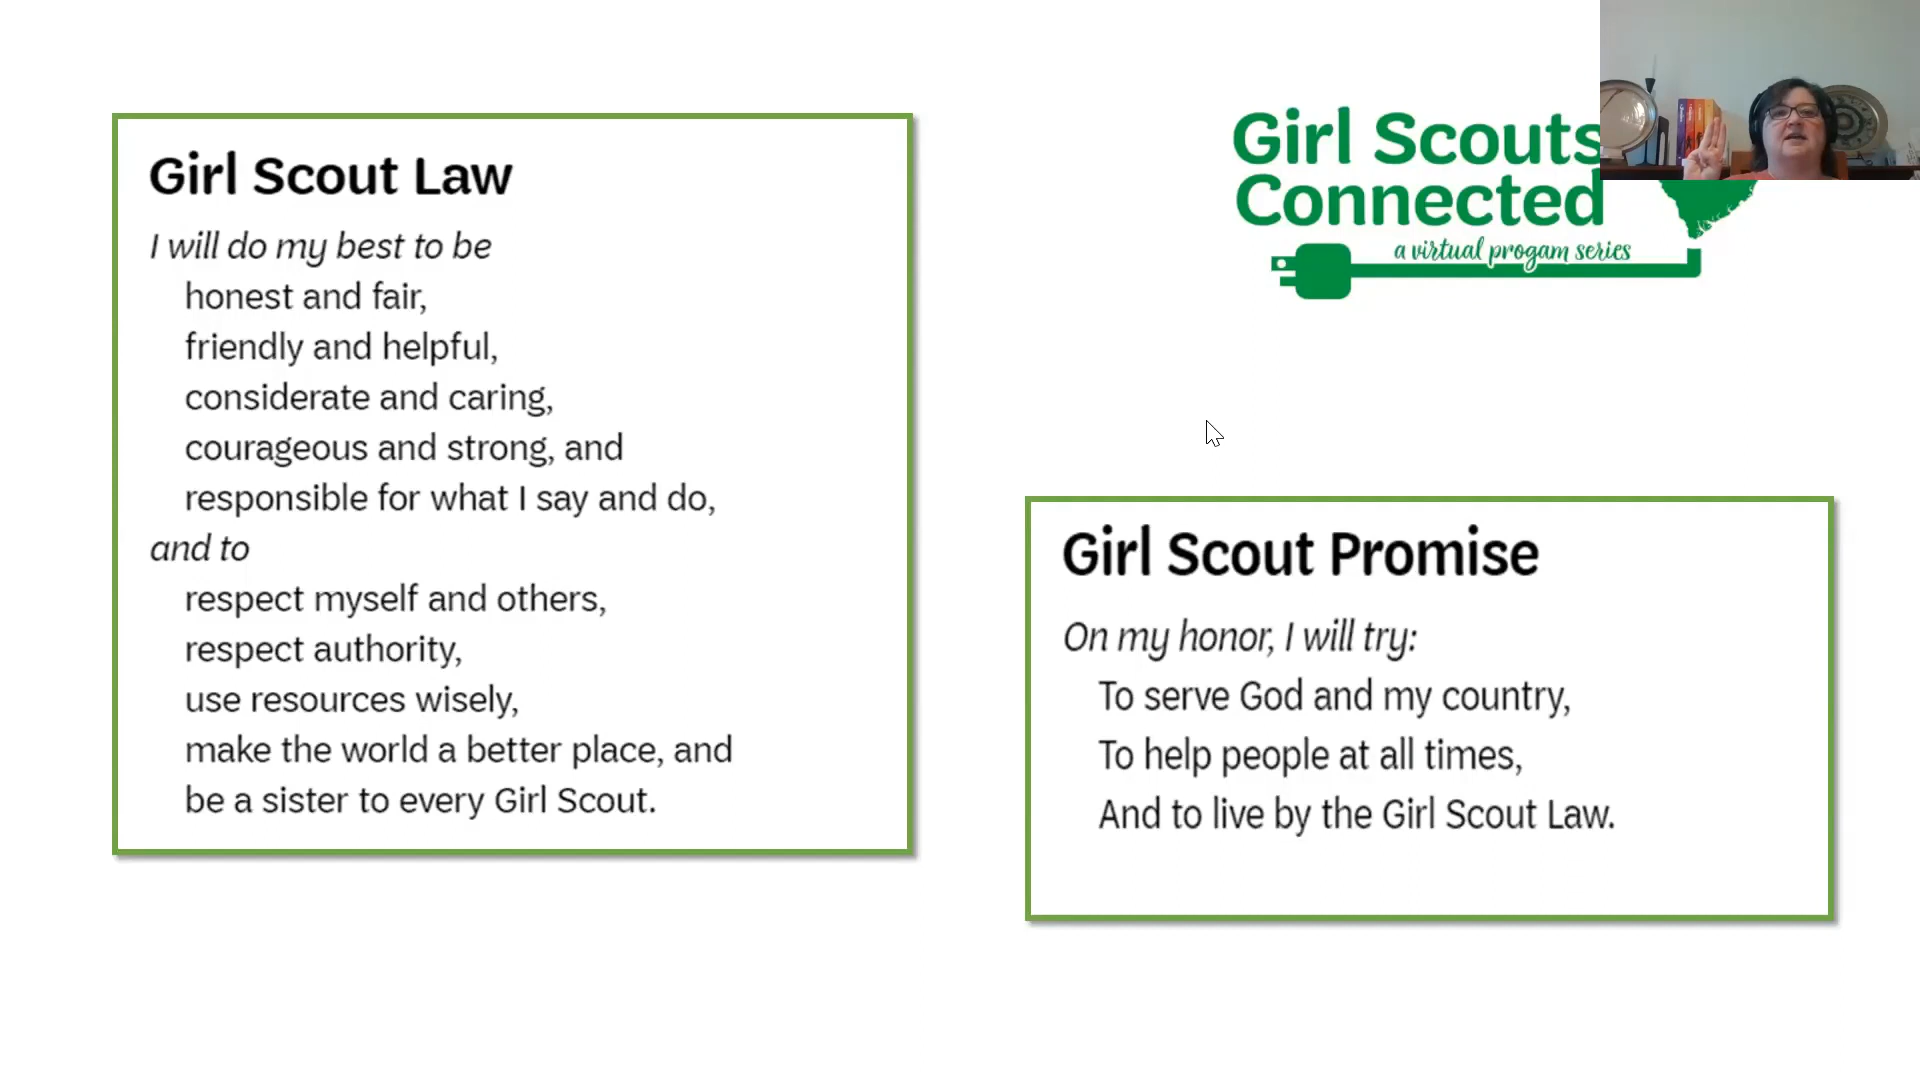 Girl Scout Law
I will do my best to be
honest and fair,
friendly and helpful,
considerate and caring,
courageous and strong, and
responsible for what I say and do,
and to
respect myself and others,
respect authority,
use resources wisely,
make the world a better place, and
be a sister to every Girl Scout.
Girl Scouts
Connected
a virtual progam series
Girl Scout Promise
On my honor, I will try:
To serve God and my country,
To help people at all times,
And to live by the Girl Scout Law.